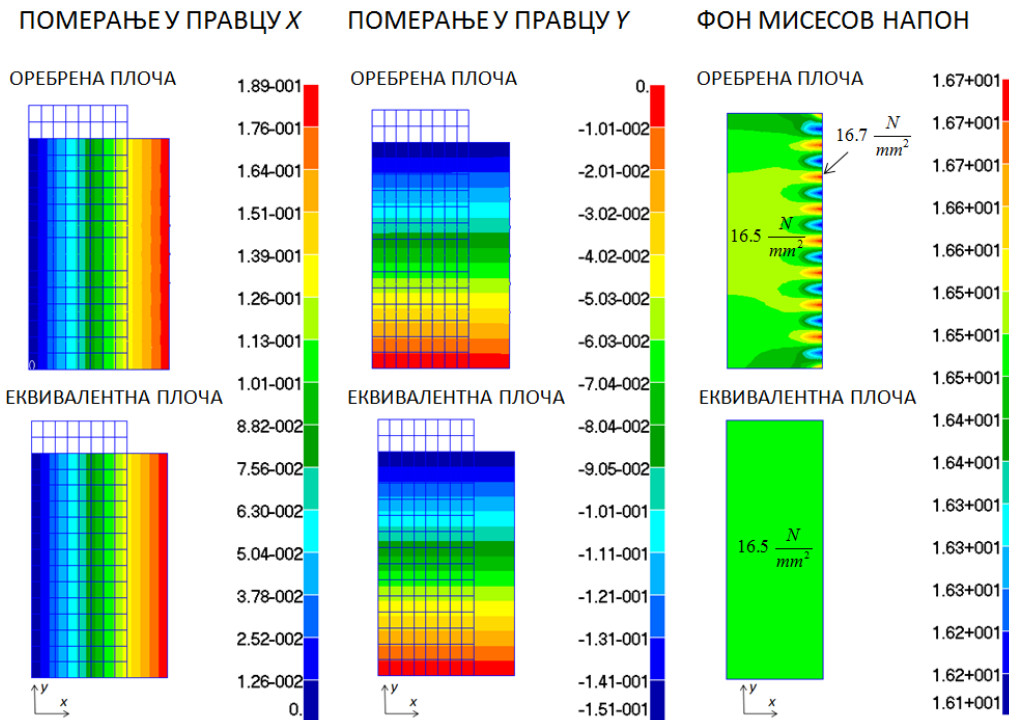 ПОМЕРАЊЕ У ПРАВЦУ X
ОРЕБРЕНА ПЛОЧА
1.89-001
1.76-001
1.64-001
1.51-001
1.39-001
1.26-001
1.13-001
1.01-001
8.82-002
7.56-002
6.30-002
5.04-002
3.78-002
2.52-002
1.26-002
0.
0
ЕКВИВАЛЕНТНА ПЛОЧА
y
x
ПОМЕРАЊЕ У ПРАВЦУ Y
ОРЕБРЕНА ПЛОЧА
0.
-1.01-002
-2.01-002
-3.02-002
-4.02-002
-5.03-002
-6.03-002
-7.04-002
-8.04-002
-9.05-002
-1.01-001
-1.11-001
-1.21-001
-1.31-001
-1.41-001
-1.51-001
ЕКВИВАЛЕНТНА ПЛОЧА
y
x
ФОН МИСЕСОВ НАПОН
ОРЕБРЕНА ПЛОЧА
16.7 N/mm²
16.5 N/mm²
1.67+001
1.67+001
1.67+001
1.66+001
1.66+001
1.65+001
1.65+001
1.65+001
1.64+001
1.64+001
1.63+001
1.63+001
1.63+001
1.62+001
1.62+001
1.61+001
ЕКВИВАЛЕНТНА ПЛОЧА
16.5 N/mm²
y
x